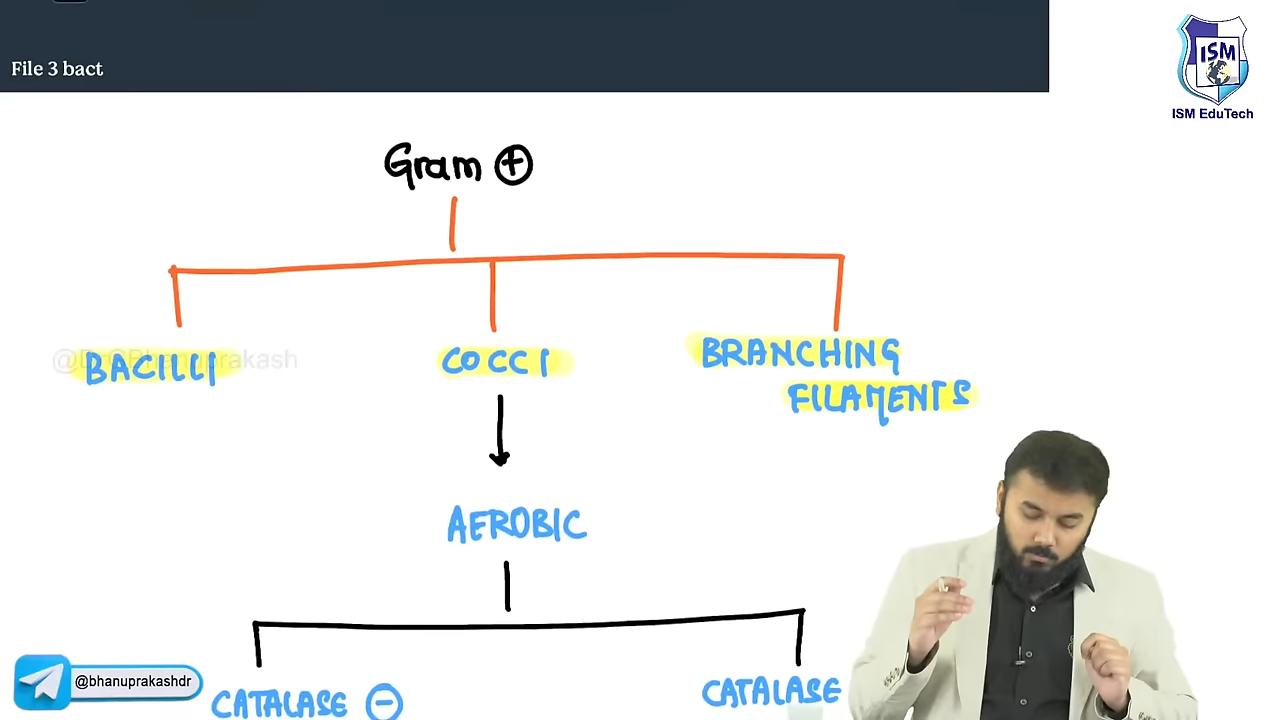 File 3 bact
ISM
ISM EduTech
Gram ⊕
BACILLI
COCCI
BRANCHING
FILAMENTS
AEROBIC
CATALASE ⊖
CATALASE
@bhanuprakashdr